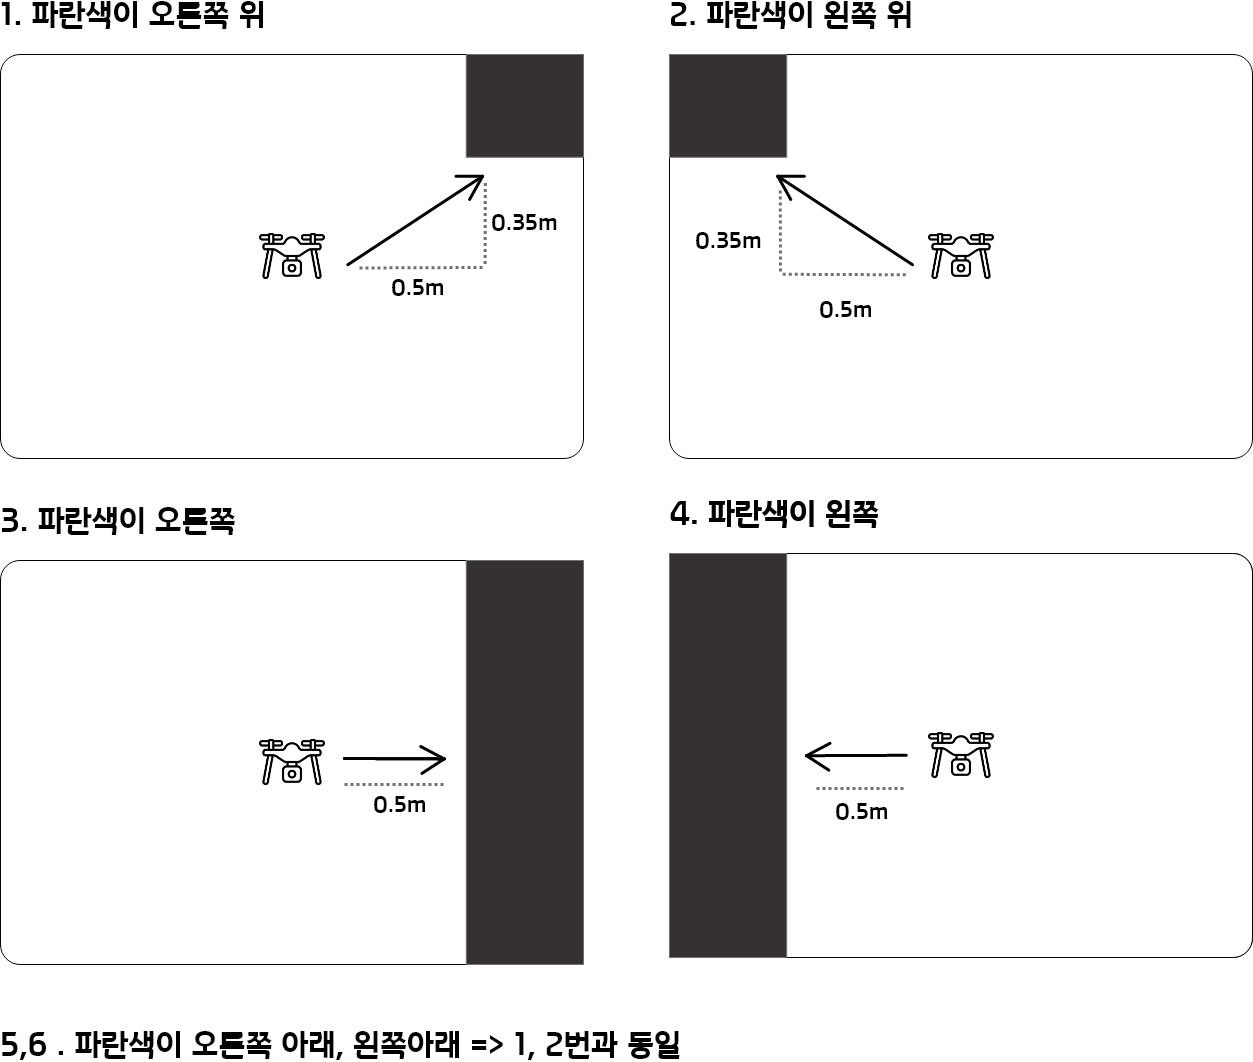 1. 파란색이 오른쪽 위
2. 파란색이 왼쪽 위
0.35m
0.5m
0.35m
0.5m
3. 파란색이 오른쪽
4. 파란색이 왼쪽
0.5m
0.5m
5,6 . 파란색이 오른쪽 아래, 왼쪽아래 => 1, 2번과 동일